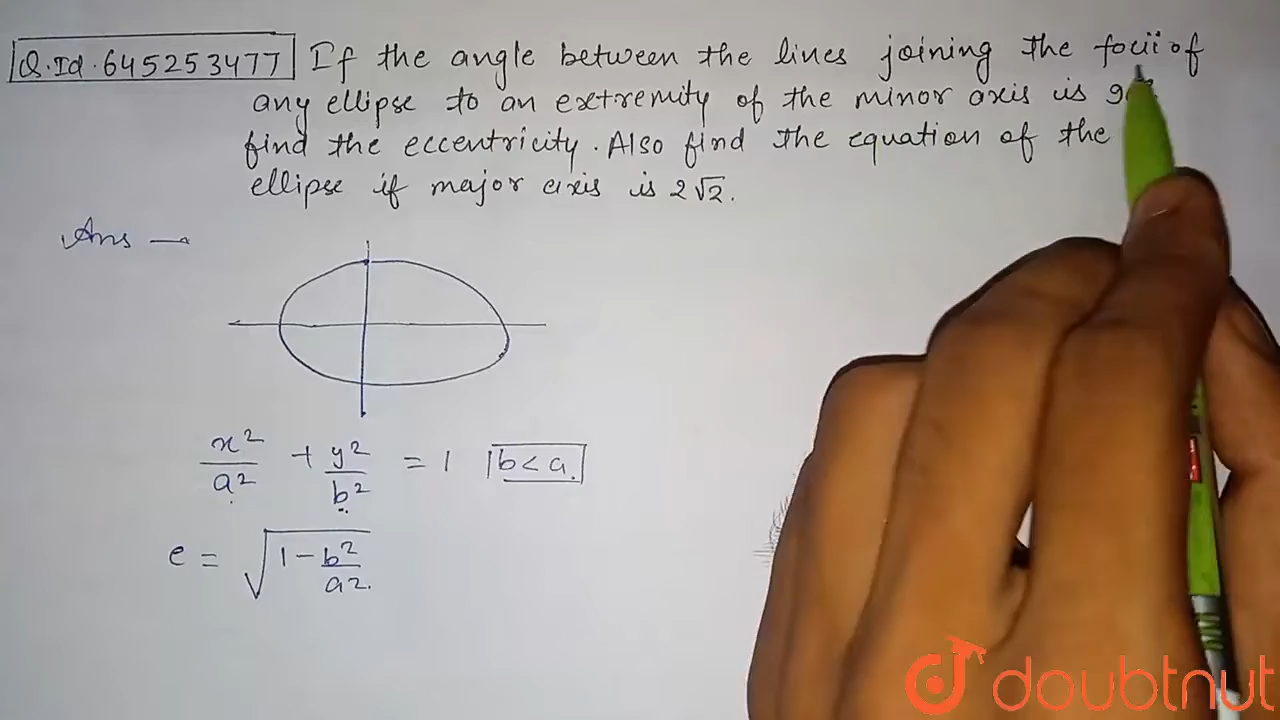 Q.Id.645253477 If the angle between the lines joining the focii of
any ellipse to an extremity of the minor axis is
find the eccentricity. Also find the equation of the
ellipse if major axis is 2√2.
Ans →
x²/a² + y²/b² = 1 b < a.
e = √(1 - b²/a²)
doubtnut